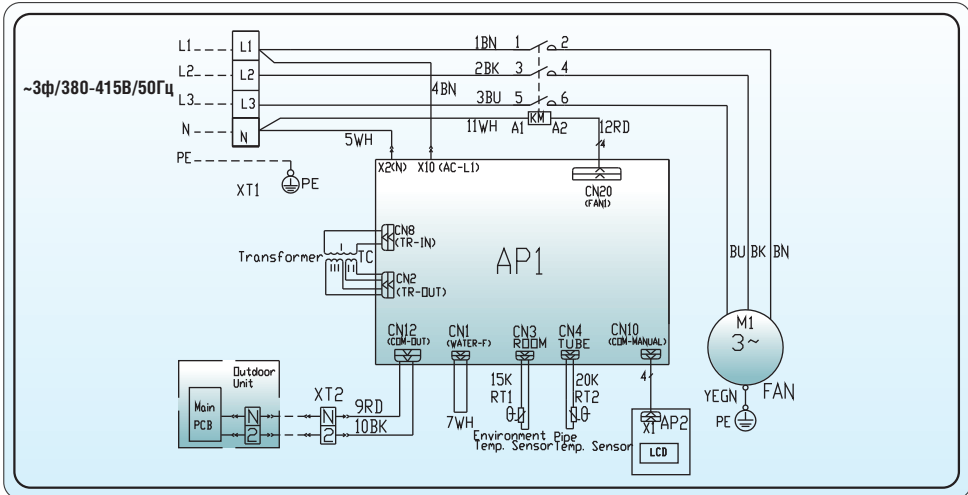 L1 L1 1BN 1 2
L2 L2 2BK 3 4
~3ф/380-415В/50Гц
4BN
L3 L3 3BU 5 6
N N 11WH A1 KM A2 12RD
5WH 4
PE
X2(N) X10 (AC-L1)
XT1 PE
CN20
(FAN1)
CN8
(TR-IN)
Transformer TC
I
III II
AP1
BU BK BN
CN2
(TR-OUT)
M1
3~
CN12 CN1 CN3 CN4 CN10
(COM-OUT) (WATER-F) ROOM TUBE (COM-MANUAL)
Outdoor
Unit
15K 20K 4
RT1 RT2
YEGN FAN
XT2
Main
PCB
N N 9RD
2 2 10BK
7WH
X1 AP2
PE
Environment Pipe
Temp. Sensor Temp. Sensor
LCD